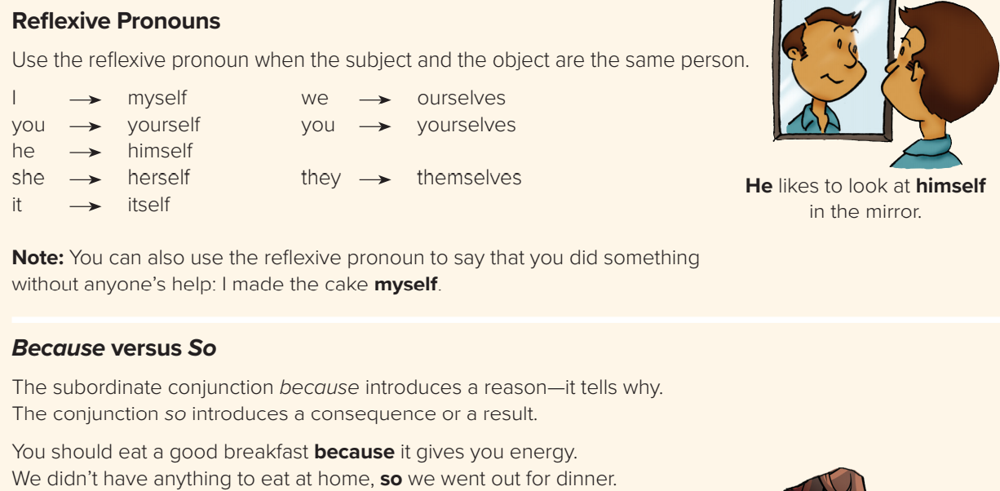 Reflexive Pronouns
Use the reflexive pronoun when the subject and the object are the same person.
I → myself we → ourselves
you → yourself you → yourselves
he → himself
she → herself they → themselves
it → itself
He likes to look at himself
in the mirror.
Note: You can also use the reflexive pronoun to say that you did something
without anyone's help: I made the cake myself.
Because versus So
The subordinate conjunction because introduces a reason—it tells why.
The conjunction so introduces a consequence or a result.
You should eat a good breakfast because it gives you energy.
We didn't have anything to eat at home, so we went out for dinner.